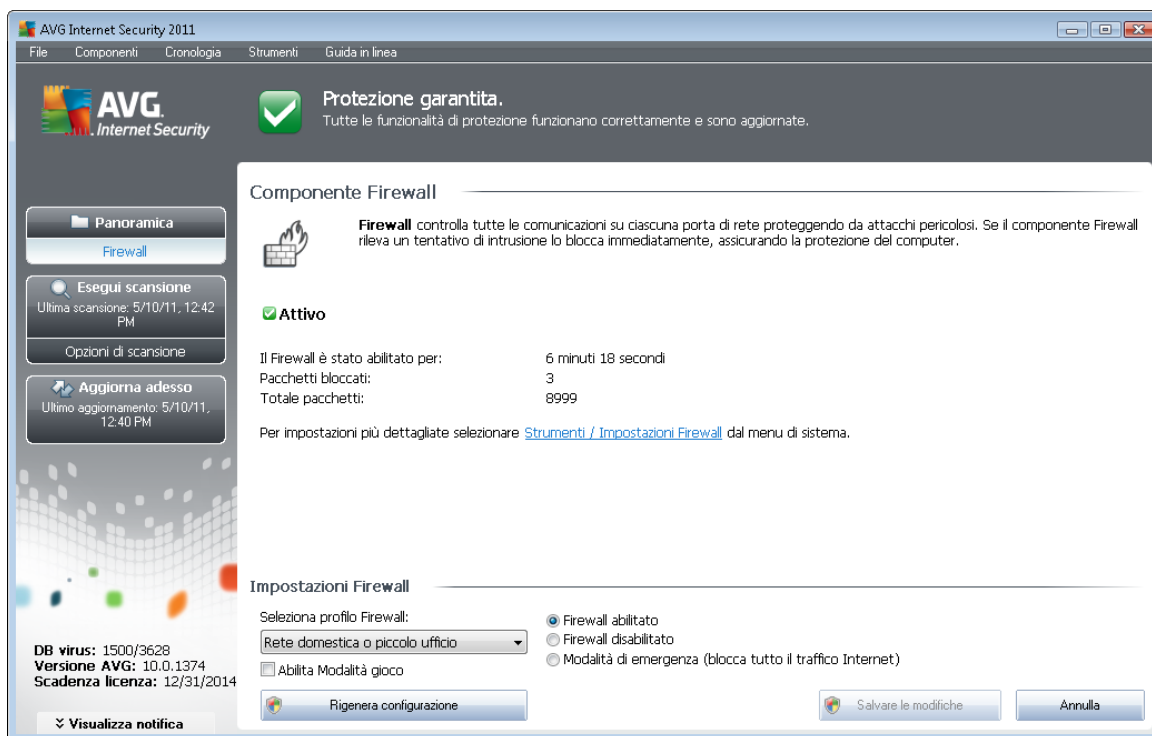 AVG Internet Security 2011
File Componenti Cronologia Strumenti Guida in linea
AVG.
Internet Security
Protezione garantita.
Tutte le funzionalità di protezione funzionano correttamente e sono aggiornate.
Panoramica
Firewall
Esegui scansione
Ultima scansione: 5/10/11, 12:42
PM
Opzioni di scansione
Aggiorna adesso
Ultimo aggiornamento: 5/10/11,
12:40 PM
DB virus: 1500/3628
Versione AVG: 10.0.1374
Scadenza licenza: 12/31/2014
Visualizza notifica
Componente Firewall
Firewall controlla tutte le comunicazioni su ciascuna porta di rete proteggendo da attacchi pericolosi. Se il componente Firewall
rileva un tentativo di intrusione lo blocca immediatamente, assicurando la protezione del computer.
Attivo
Il Firewall è stato abilitato per: 6 minuti 18 secondi
Pacchetti bloccati: 3
Totale pacchetti: 8999
Per impostazioni più dettagliate selezionare Strumenti / Impostazioni Firewall dal menu di sistema.
Impostazioni Firewall
Seleziona profilo Firewall:
Rete domestica o piccolo ufficio
Abilita Modalità gioco
Firewall abilitato
Firewall disabilitato
Modalità di emergenza (blocca tutto il traffico Internet)
Rigenera configurazione
Salvare le modifiche
Annulla